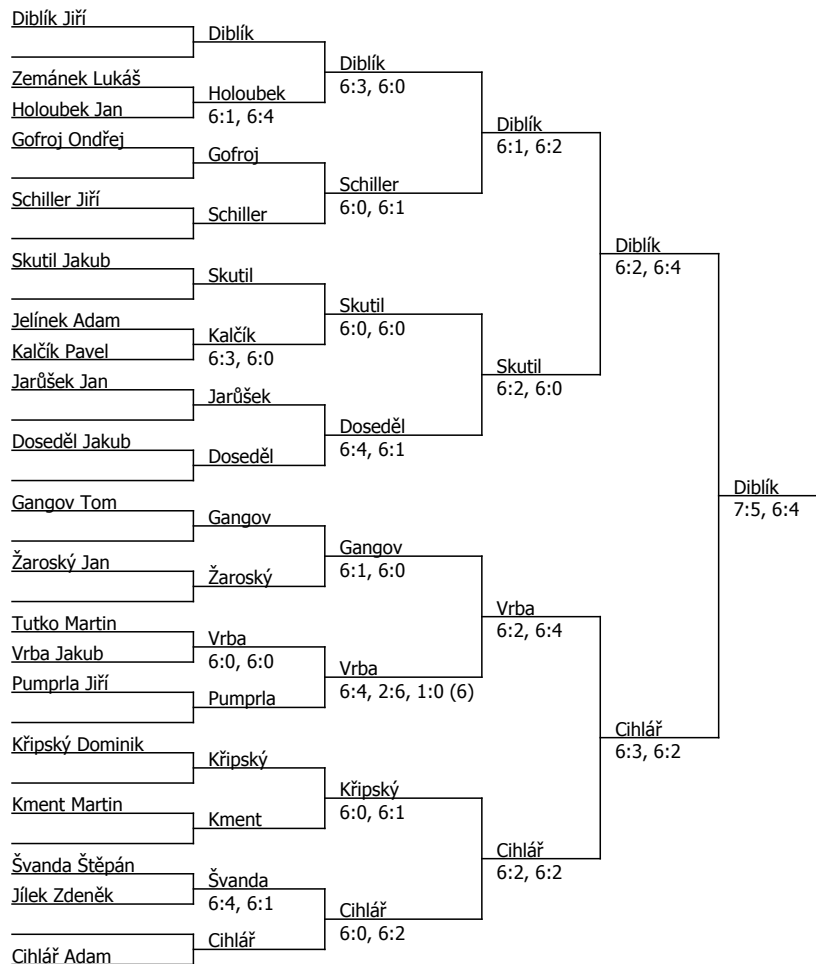 Diblík Jiří
Diblík
Diblík
6:3, 6:0
Zemánek Lukáš
Holoubek
Holoubek Jan
6:1, 6:4
Diblík
6:1, 6:2
Gofroj Ondřej
Gofroj
Schiller
6:0, 6:1
Schiller Jiří
Schiller
Diblík
6:2, 6:4
Skutil Jakub
Skutil
Skutil
6:0, 6:0
Jelínek Adam
Kalčík
Kalčík Pavel
6:3, 6:0
Skutil
6:2, 6:0
Jarůšek Jan
Jarůšek
Doseděl
6:4, 6:1
Doseděl Jakub
Doseděl
Diblík
7:5, 6:4
Gangov Tom
Gangov
Gangov
6:1, 6:0
Žaroský Jan
Žaroský
Vrba
6:2, 6:4
Tutko Martin
Vrba
Vrba Jakub
6:0, 6:0
Vrba
6:4, 2:6, 1:0 (6)
Pumprla Jiří
Pumprla
Cihlář
6:3, 6:2
Křipský Dominik
Křipský
Křipský
6:0, 6:1
Kment Martin
Kment
Cihlář
6:2, 6:2
Švanda Štěpán
Švanda
Jílek Zdeněk
6:4, 6:1
Cihlář
6:0, 6:2
Cihlář
Cihlář Adam